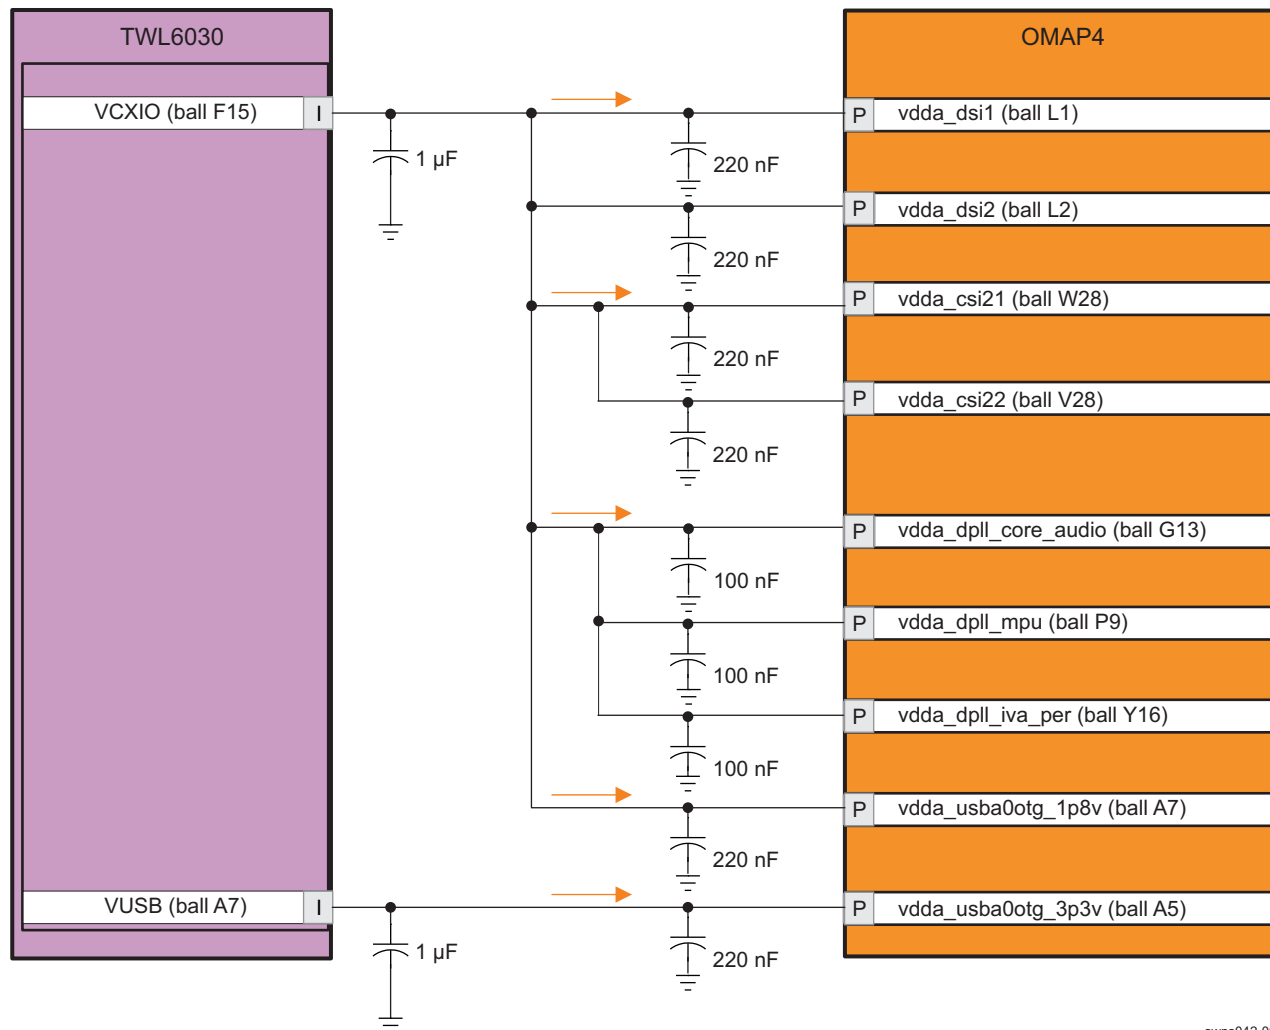 TWL6030
OMAP4
VCXIO (ball F15)
I
1 µF
P
vdda_dsi1 (ball L1)
220 nF
P
vdda_dsi2 (ball L2)
220 nF
P
vdda_csi21 (ball W28)
220 nF
P
vdda_csi22 (ball V28)
220 nF
P
vdda_dpll_core_audio (ball G13)
100 nF
P
vdda_dpll_mpu (ball P9)
100 nF
P
vdda_dpll_iva_per (ball Y16)
100 nF
P
vdda_usba0otg_1p8v (ball A7)
220 nF
VUSB (ball A7)
I
1 µF
P
vdda_usba0otg_3p3v (ball A5)
220 nF